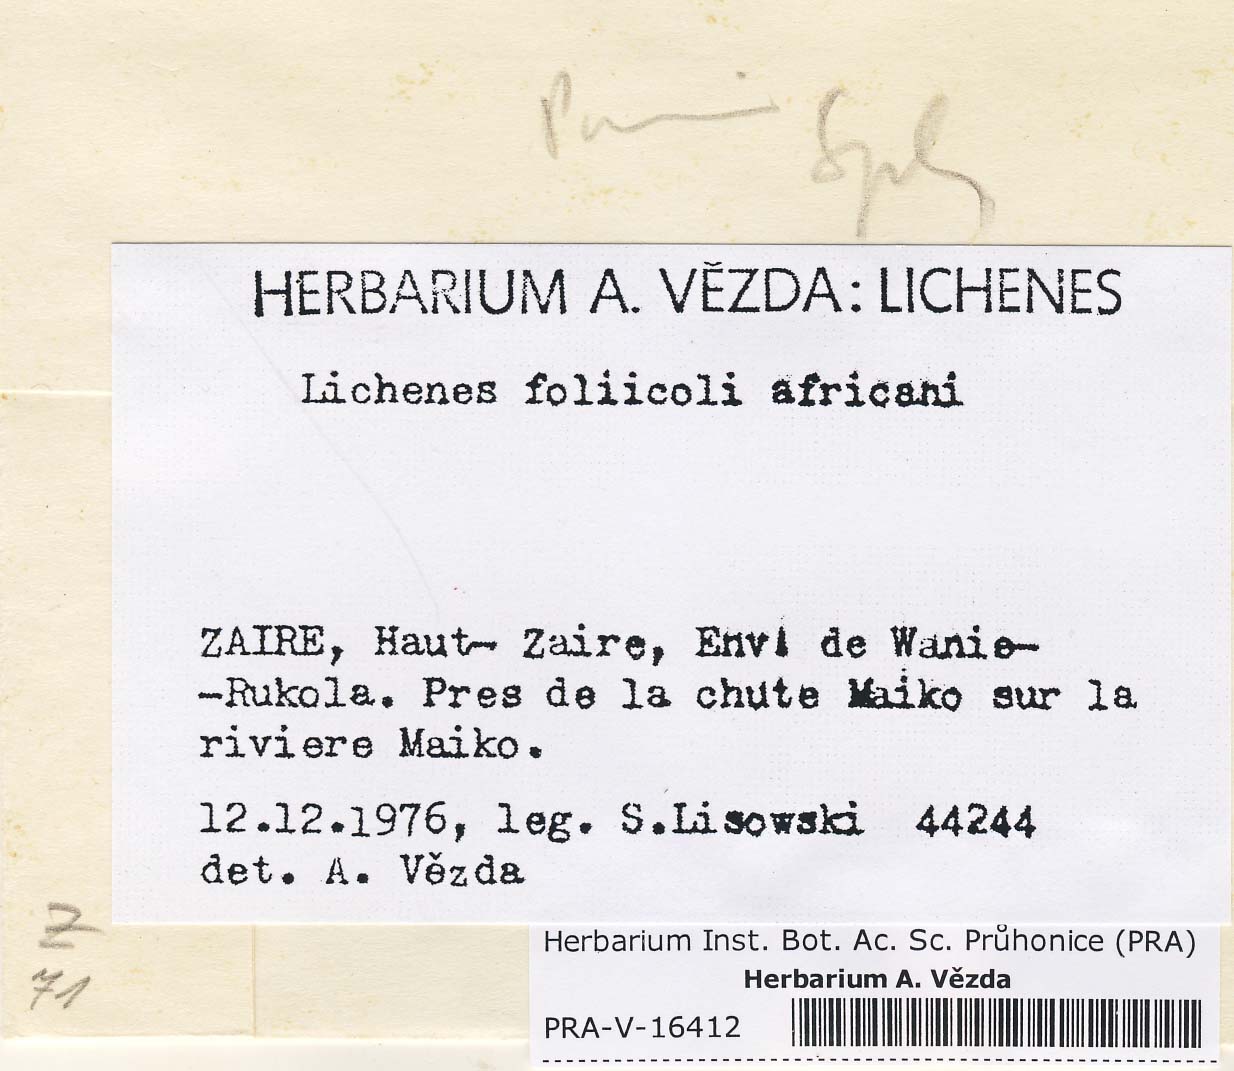 HERBARIUM A. VĚZDA: LICHENES
Lichenes foliicoli africani
ZAIRE, Haut- Zaire, Envi de Wanie-
-Rukola. Pres de la chute Maiko sur la
riviere Maiko.
12.12.1976, leg. S.Lisowski 44244
det. A. Vězda
Z
71
Herbarium Inst. Bot. Ac. Sc. Průhonice (PRA)
Herbarium A. Vězda
PRA-V-16412